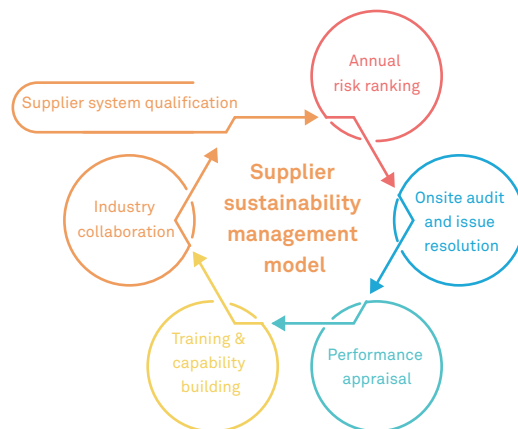 Annual
risk ranking
Supplier system qualification
Supplier
sustainability
management
model
Onsite audit
and issue
resolution
Industry
collaboration
Training &
capability
building
Performance
appraisal